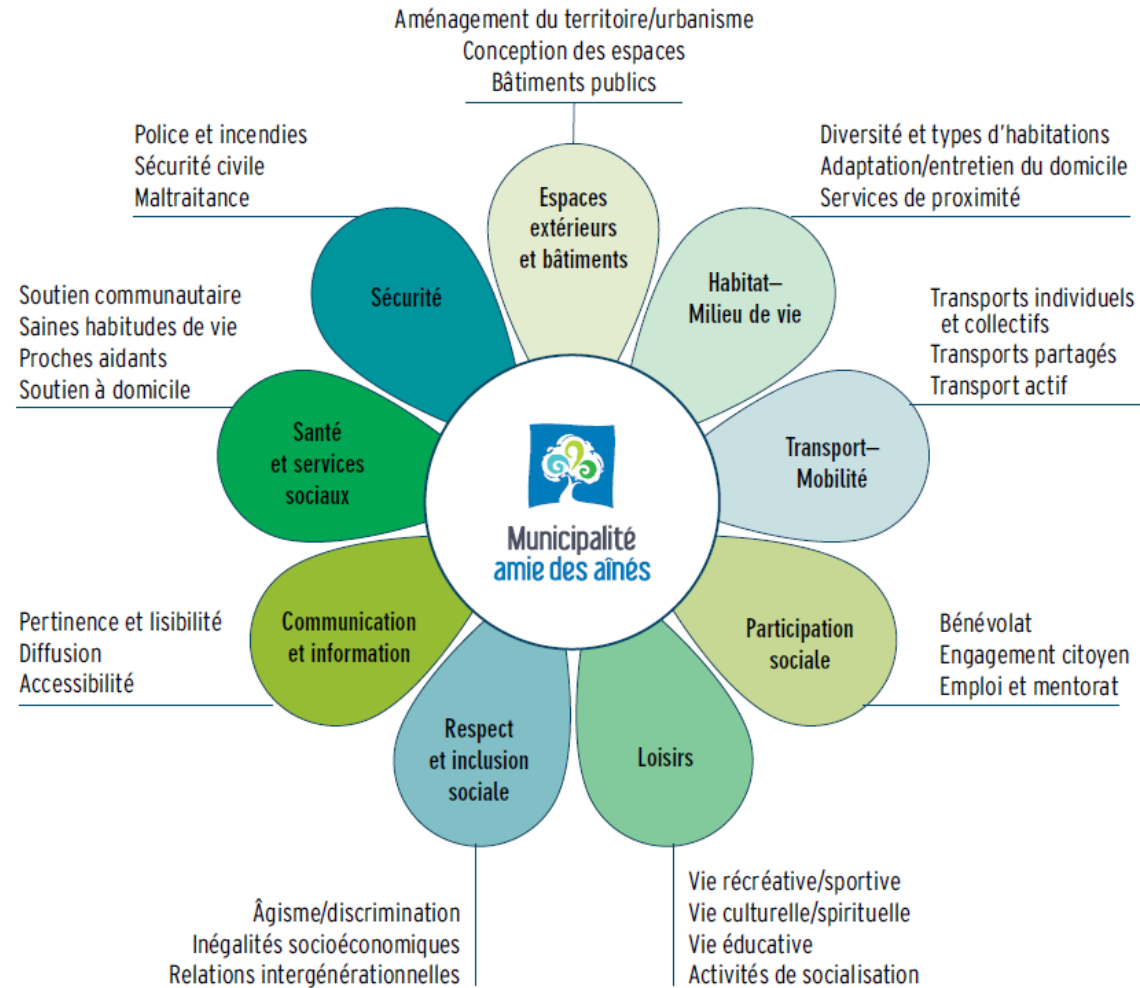 Aménagement du territoire/urbanisme
Conception des espaces
Bâtiments publics
Espaces
extérieurs
et bâtiments
Diversité et types d'habitations
Adaptation/entretien du domicile
Services de proximité
Habitat–
Milieu de vie
Transports individuels
et collectifs
Transports partagés
Transport actif
Transport–
Mobilité
Bénévolat
Engagement citoyen
Emploi et mentorat
Participation
sociale
Vie récréative/sportive
Vie culturelle/spirituelle
Vie éducative
Activités de socialisation
Loisirs
Âgisme/discrimination
Inégalités socioéconomiques
Relations intergénérationnelles
Respect
et inclusion
sociale
Pertinence et lisibilité
Diffusion
Accessibilité
Communication
et information
Soutien communautaire
Saines habitudes de vie
Proches aidants
Soutien à domicile
Santé
et services
sociaux
Police et incendies
Sécurité civile
Maltraitance
Sécurité
Municipalité
amie des aînés